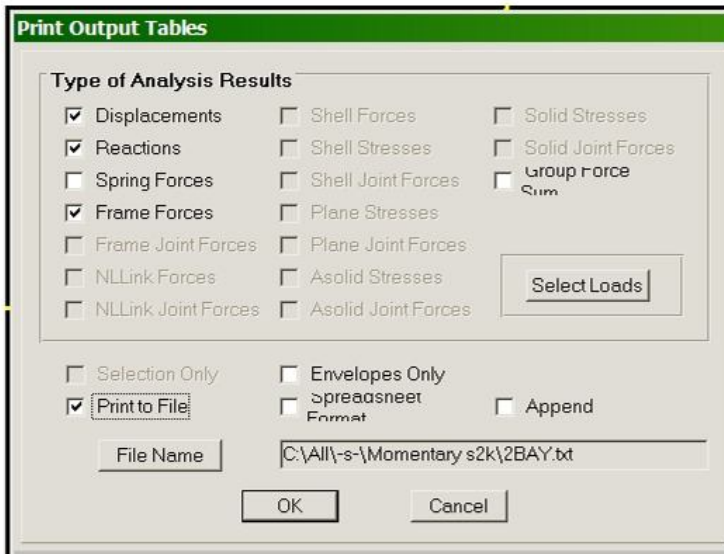 Print Output Tables
Type of Analysis Results
Displacements
Shell Forces
Solid Stresses
Reactions
Shell Stresses
Solid Joint Forces
Spring Forces
Shell Joint Forces
Group Force
Sum
Frame Forces
Plane Stresses
Frame Joint Forces
Plane Joint Forces
NLLink Forces
Asolid Stresses
Select Loads
NLLink Joint Forces
Asolid Joint Forces
Selection Only
Envelopes Only
Print to File
Spreadsheet
Format
Append
File Name
C:\All\-s-\Momentary s2k\2BAY.txt
OK
Cancel